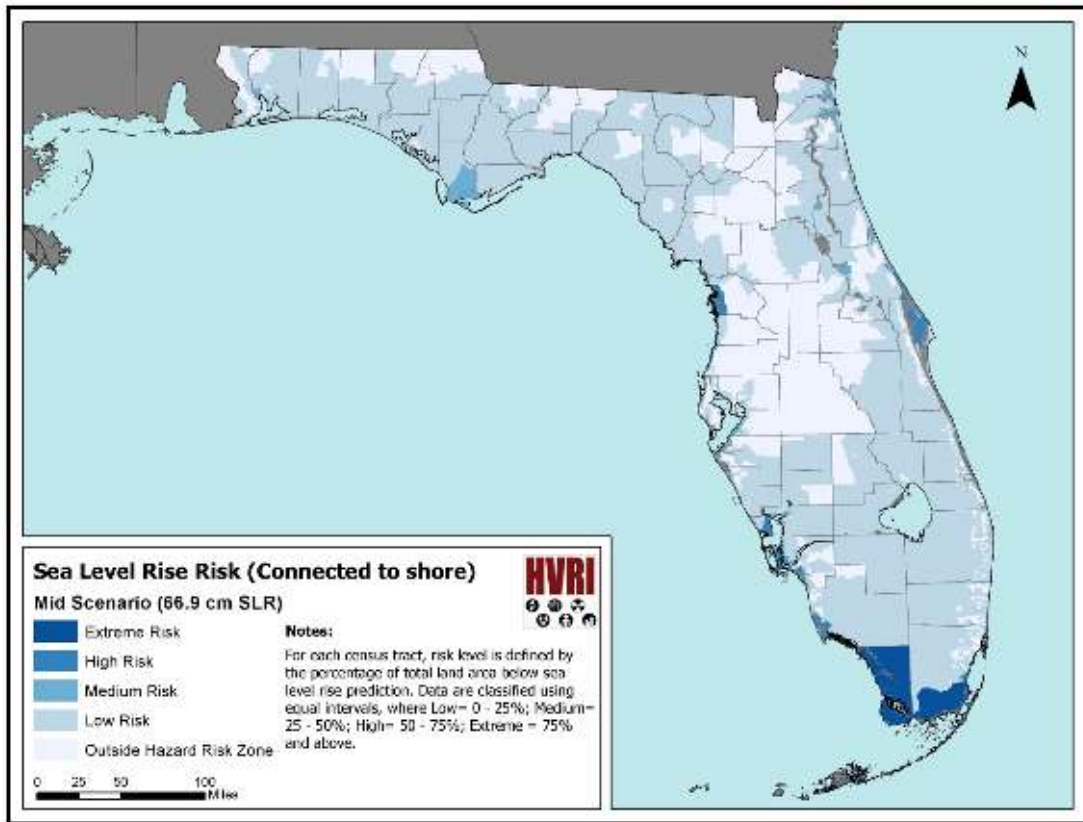 N
Sea Level Rise Risk (Connected to shore)
HVRI
Mid Scenario (66.9 cm SLR)
Extreme Risk
High Risk
Medium Risk
Low Risk
Outside Hazard Risk Zone
Notes:
For each census tract, risk level is defined by
the percentage of total land area below sea
level rise prediction. Data are classified using
equal intervals, where Low= 0 - 25%; Medium=
25 - 50%; High= 50 - 75%; Extreme = 75%
and above.
0 25 50 100
Miles